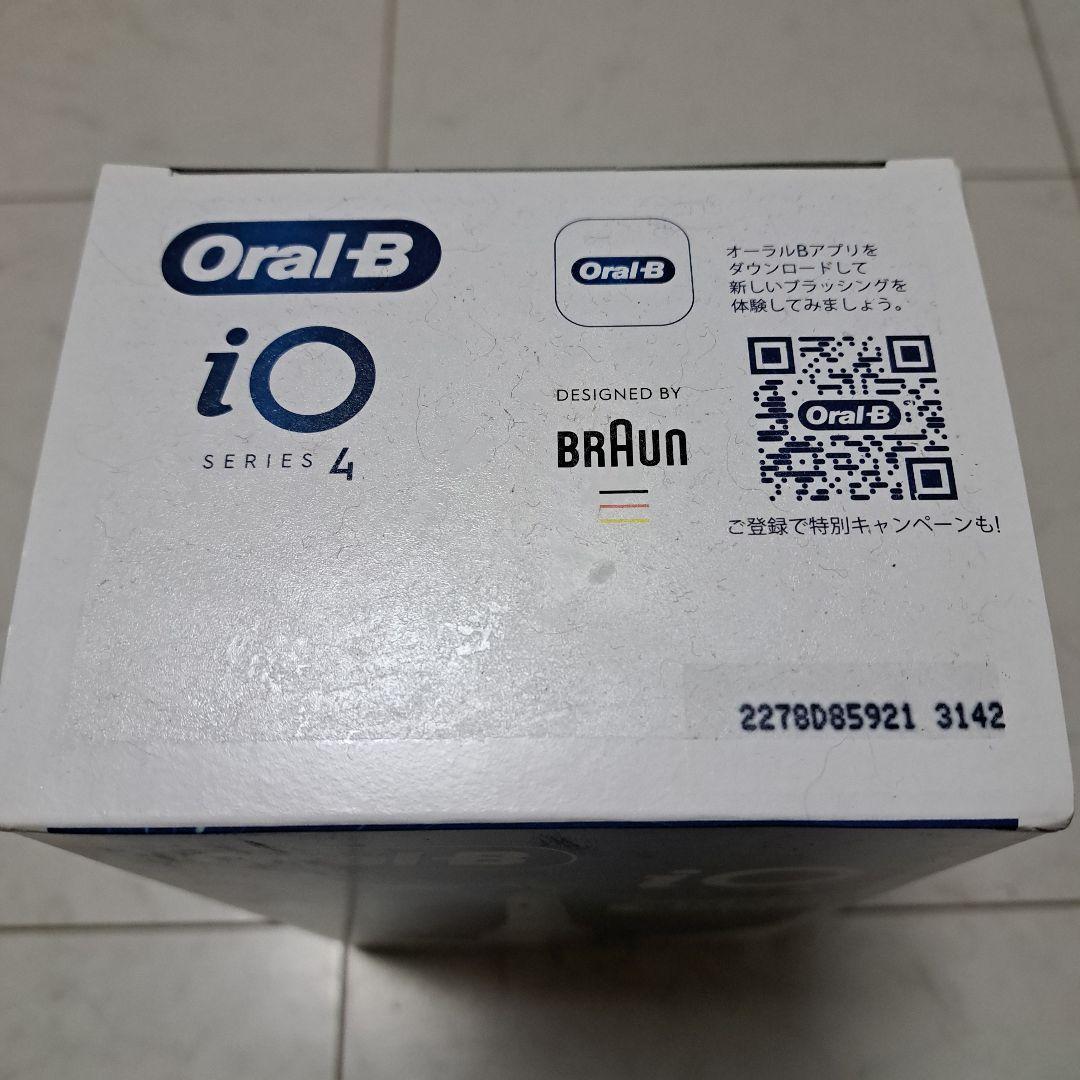 Oral-B
iO
SERIES 4
Oral-B
オーラルBアプリを
ダウンロードして
新しいブラッシングを
体験してみましょう。
DESIGNED BY
BRAUN
Oral-B
ご登録で特別キャンペーンも!
2278D85921 3142
iO